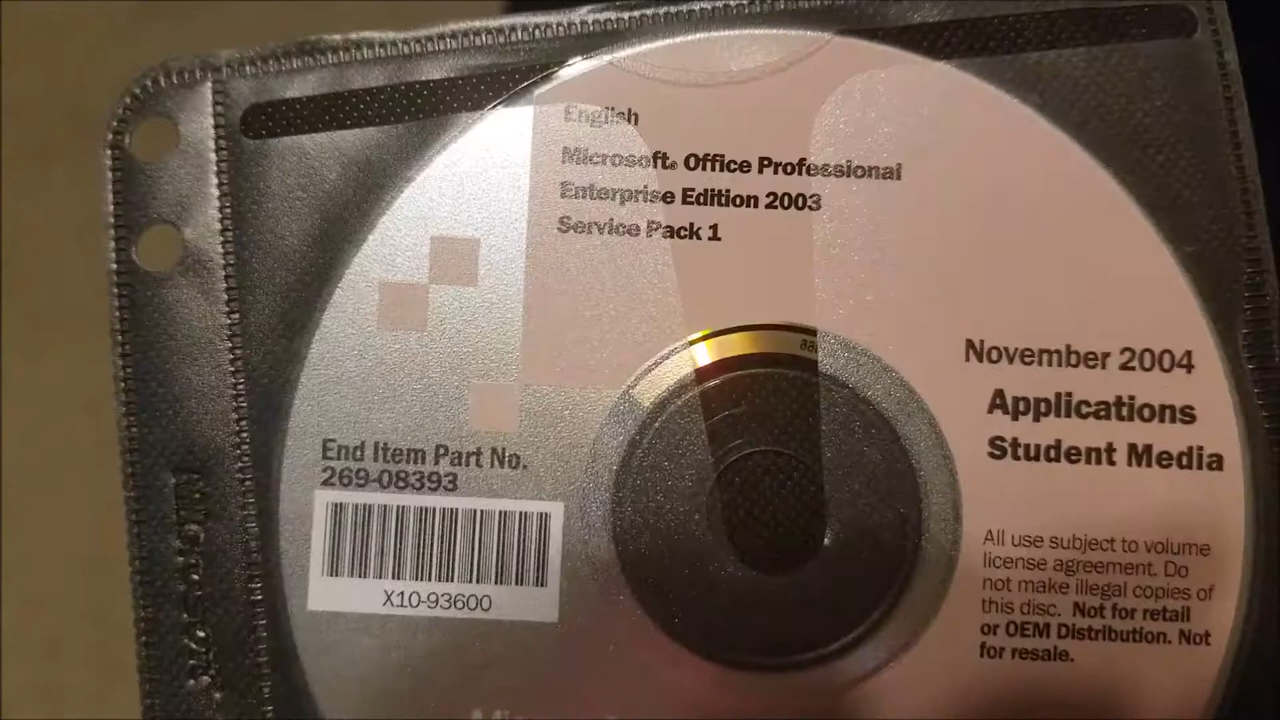 English
Microsoft® Office Professional
Enterprise Edition 2003
Service Pack 1
November 2004
Applications
Student Media
End Item Part No.
269-08393
X10-93600
All use subject to volume
license agreement. Do
not make illegal copies of
this disc. Not for retail
or OEM Distribution. Not
for resale.